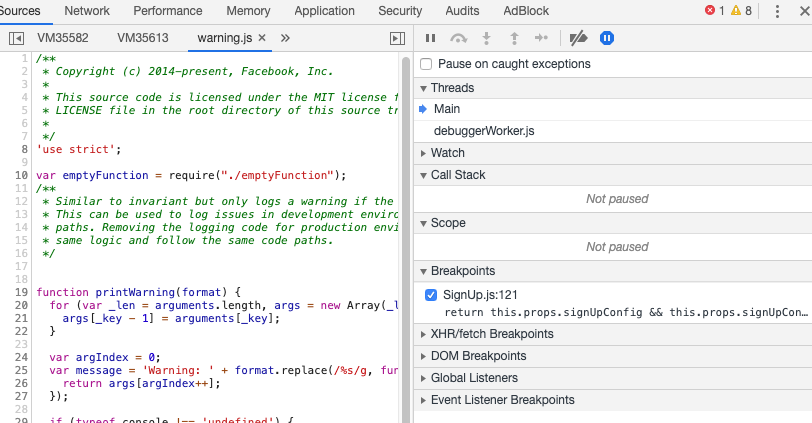 Sources Network Performance Memory Application Security Audits AdBlock 1 8
VM35582 VM35613 warning.js × »
1 /**
2 * Copyright (c) 2014-present, Facebook, Inc.
3 *
4 * This source code is licensed under the MIT license f
5 * LICENSE file in the root directory of this source tr
6 *
7 */
8 'use strict';
9
10 var emptyFunction = require("./emptyFunction");
11 /**
12 * Similar to invariant but only logs a warning if the
13 * This can be used to log issues in development enviro
14 * paths. Removing the logging code for production envi
15 * same logic and follow the same code paths.
16 */
17
18
19 function printWarning(format) {
20 for (var _len = arguments.length, args = new Array(_l
21 args[_key - 1] = arguments[_key];
22 }
23
24 var argIndex = 0;
25 var message = 'Warning: ' + format.replace(/%s/g, fun
26 return args[argIndex++];
27 });
28
29 if (typeof console !== 'undefined') {
Pause on caught exceptions
Threads
Main
debuggerWorker.js
Watch
Call Stack
Not paused
Scope
Not paused
Breakpoints
SignUp.js:121
return this.props.signUpConfig && this.props.signUpCon…
XHR/fetch Breakpoints
DOM Breakpoints
Global Listeners
Event Listener Breakpoints